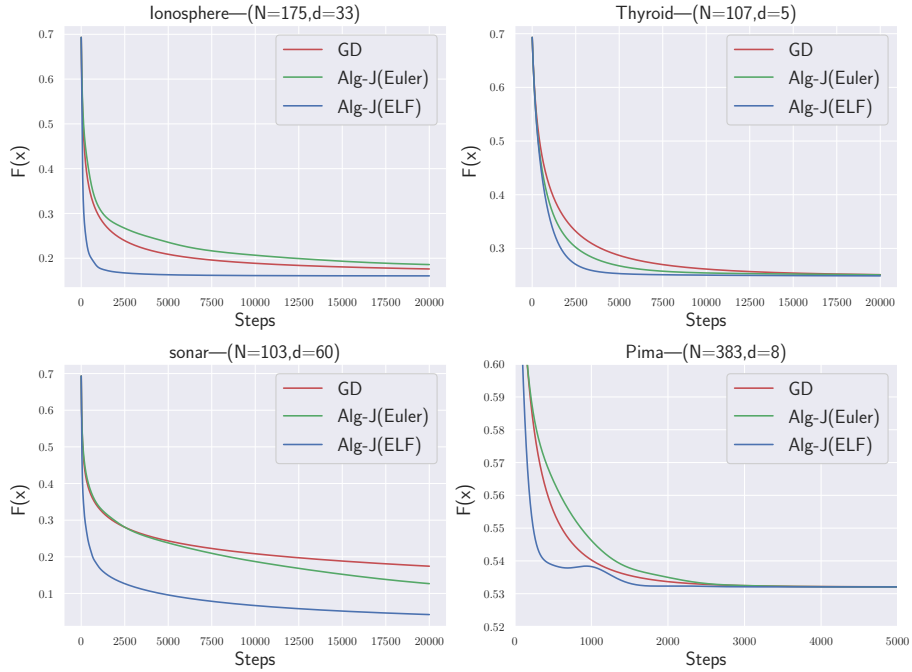 Ionosphere—(N=175,d=33)
0.7
0.6
0.5
0.4
0.3
0.2
F(x)
GD
Alg-J(Euler)
Alg-J(ELF)
0 2500 5000 7500 10000 12500 15000 17500 20000
Steps
Thyroid—(N=107,d=5)
0.7
0.6
0.5
0.4
0.3
F(x)
GD
Alg-J(Euler)
Alg-J(ELF)
0 2500 5000 7500 10000 12500 15000 17500 20000
Steps
sonar—(N=103,d=60)
0.7
0.6
0.5
0.4
0.3
0.2
0.1
F(x)
GD
Alg-J(Euler)
Alg-J(ELF)
0 2500 5000 7500 10000 12500 15000 17500 20000
Steps
Pima—(N=383,d=8)
0.60
0.59
0.58
0.57
0.56
0.55
0.54
0.53
0.52
F(x)
GD
Alg-J(Euler)
Alg-J(ELF)
0 1000 2000 3000 4000 5000
Steps